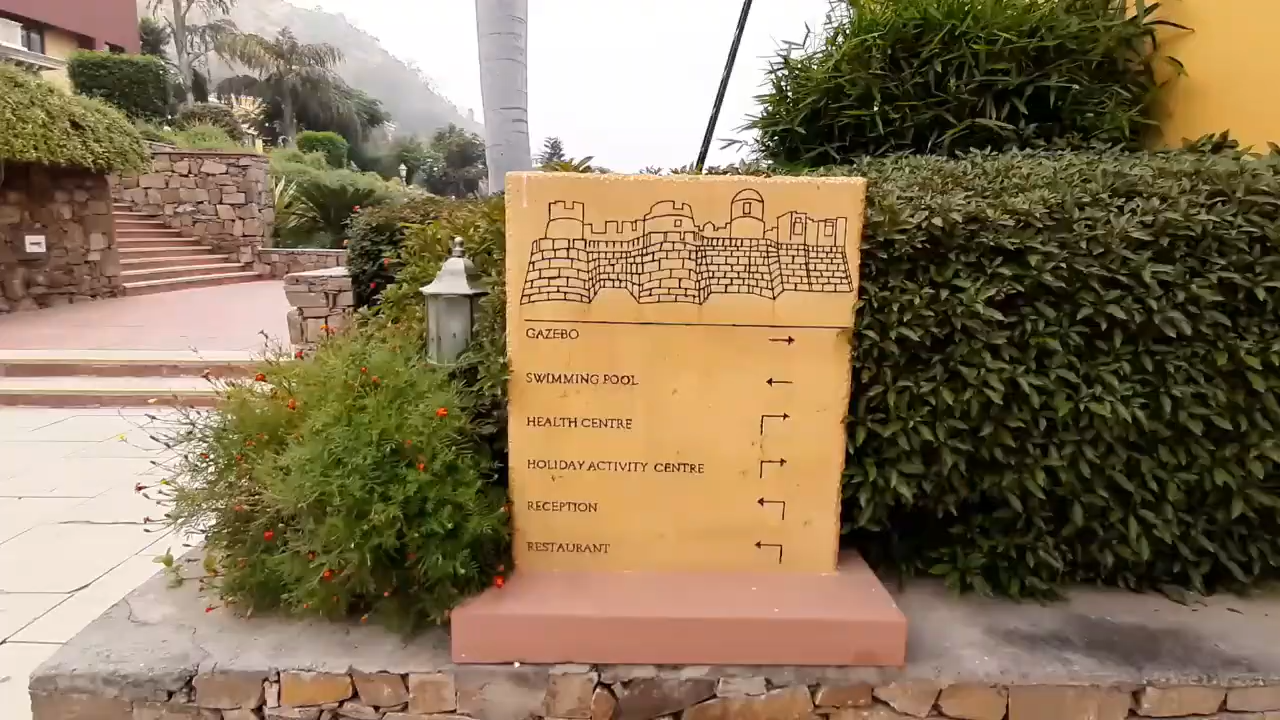 GAZEBO →
SWIMMING POOL ←
HEALTH CENTRE ↱
HOLIDAY ACTIVITY CENTRE ↱
RECEPTION ↰
RESTAURANT ↰